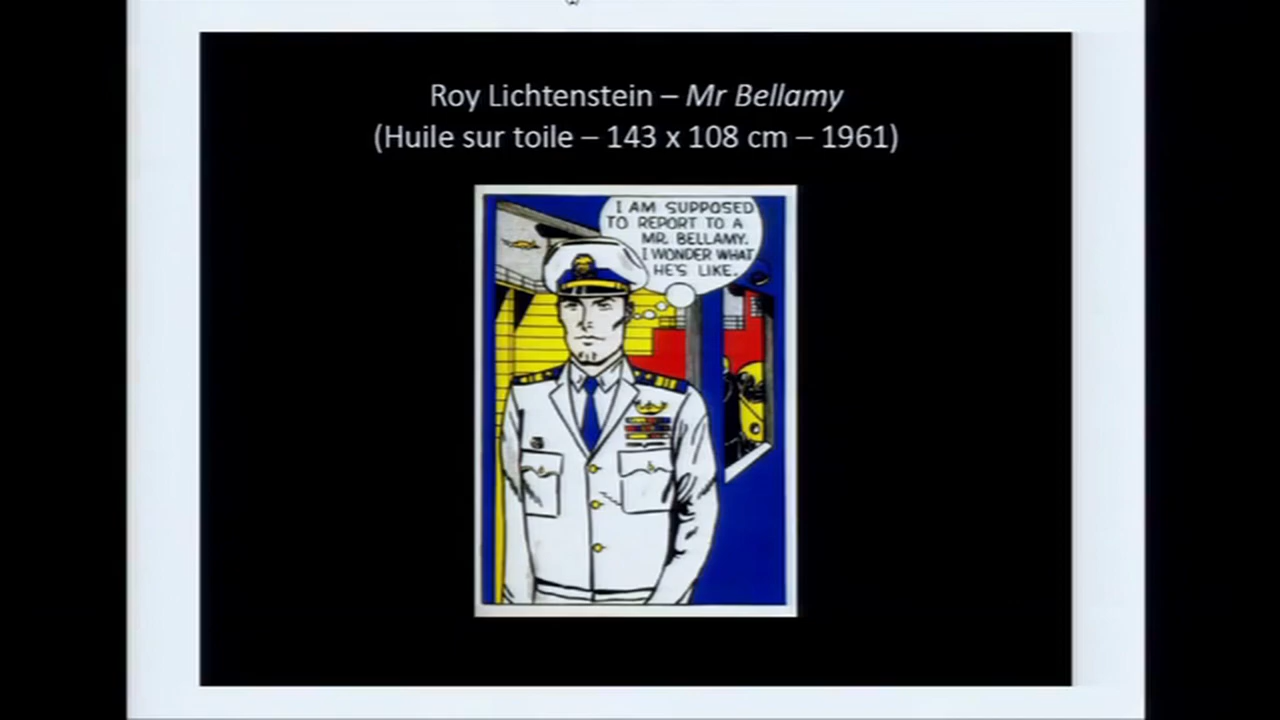 Roy Lichtenstein – Mr Bellamy
(Huile sur toile – 143 x 108 cm – 1961)
I AM SUPPOSED
TO REPORT TO A
MR. BELLAMY.
I WONDER WHAT
HE'S LIKE.